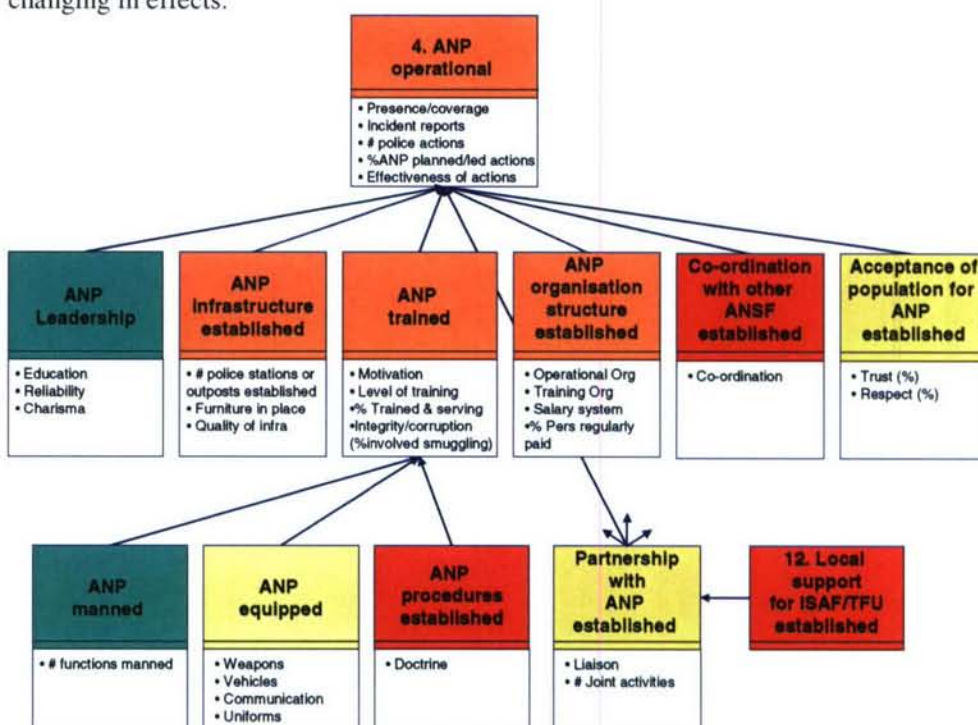 changing in effects.
4. ANP
operational
• Presence/coverage
• Incident reports
• # police actions
• %ANP planned/led actions
• Effectiveness of actions
ANP
Leadership
• Education
• Reliability
• Charisma
ANP
infrastructure
established
• # police stations or
outposts established
• Furniture in place
• Quality of infra
ANP
trained
• Motivation
• Level of training
•% Trained & serving
•Integrity/corruption
(%involved smuggling)
ANP
organisation
structure
established
• Operational Org
• Training Org
• Salary system
•% Pers regularly
paid
Co-ordination
with other
ANSF
established
• Co-ordination
Acceptance of
population for
ANP
established
• Trust (%)
• Respect (%)
ANP
manned
• # functions manned
ANP
equipped
• Weapons
• Vehicles
• Communication
• Uniforms
ANP
procedures
established
• Doctrine
Partnership
with
ANP
established
• Liaison
• # Joint activities
12. Local
support
for ISAF/TFU
established